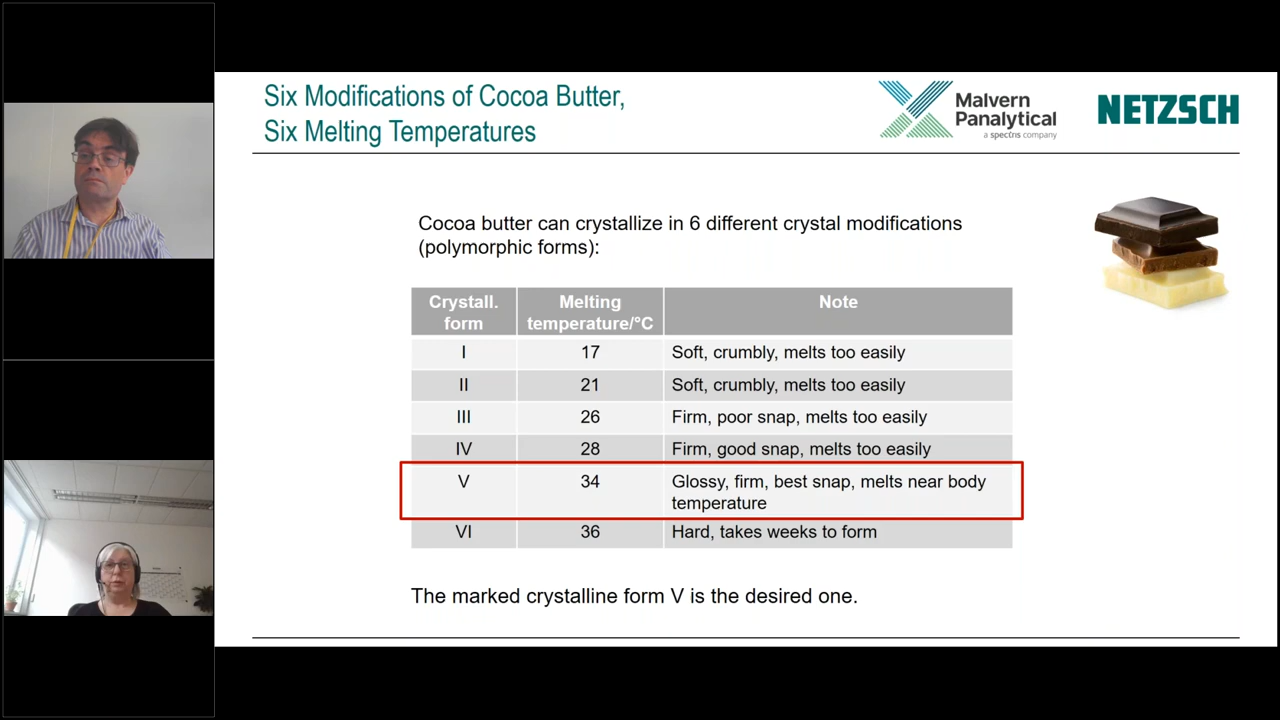 Six Modifications of Cocoa Butter,
Six Melting Temperatures
Malvern
Panalytical
a spectris company
NETZSCH
Cocoa butter can crystallize in 6 different crystal modifications
(polymorphic forms):
Crystall. form Melting temperature/°C Note
I 17 Soft, crumbly, melts too easily
II 21 Soft, crumbly, melts too easily
III 26 Firm, poor snap, melts too easily
IV 28 Firm, good snap, melts too easily
V 34 Glossy, firm, best snap, melts near body
temperature
VI 36 Hard, takes weeks to form
The marked crystalline form V is the desired one.